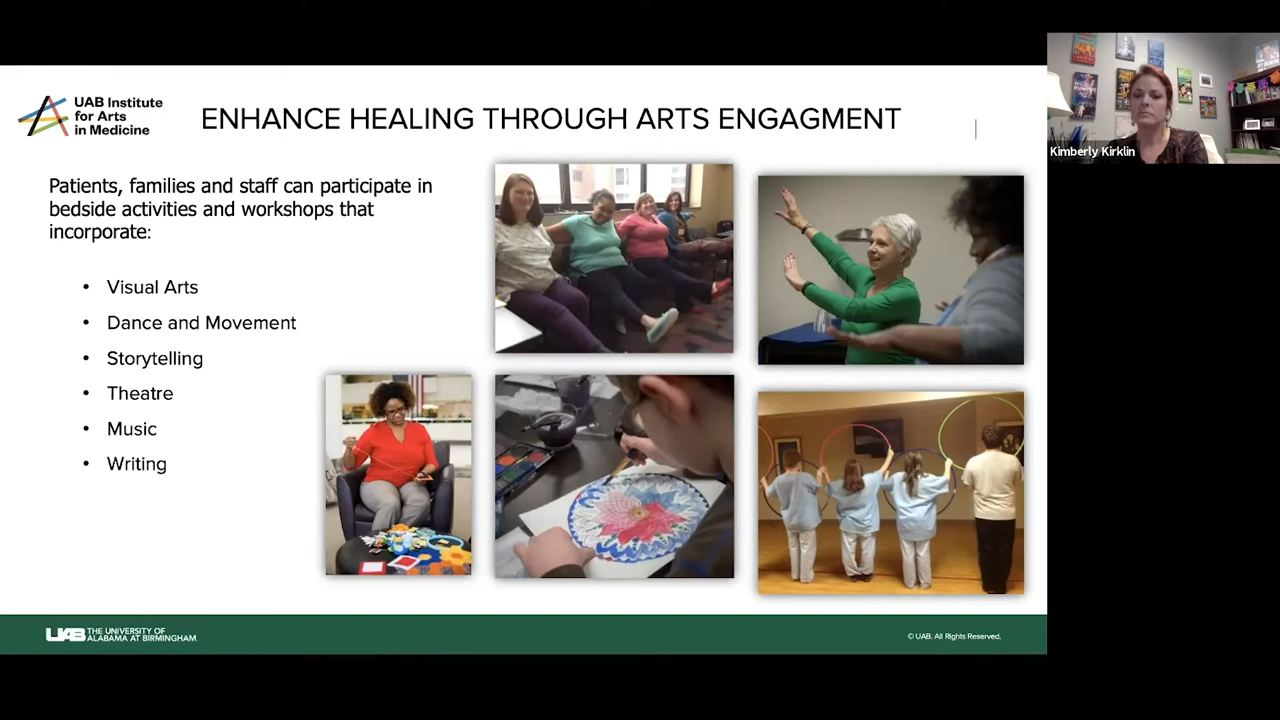 UAB Institute
for Arts
in Medicine
ENHANCE HEALING THROUGH ARTS ENGAGMENT
Kimberly Kirklin
Patients, families and staff can participate in
bedside activities and workshops that
incorporate:
• Visual Arts
• Dance and Movement
• Storytelling
• Theatre
• Music
• Writing
UAB THE UNIVERSITY OF
ALABAMA AT BIRMINGHAM
© UAB. All Rights Reserved.